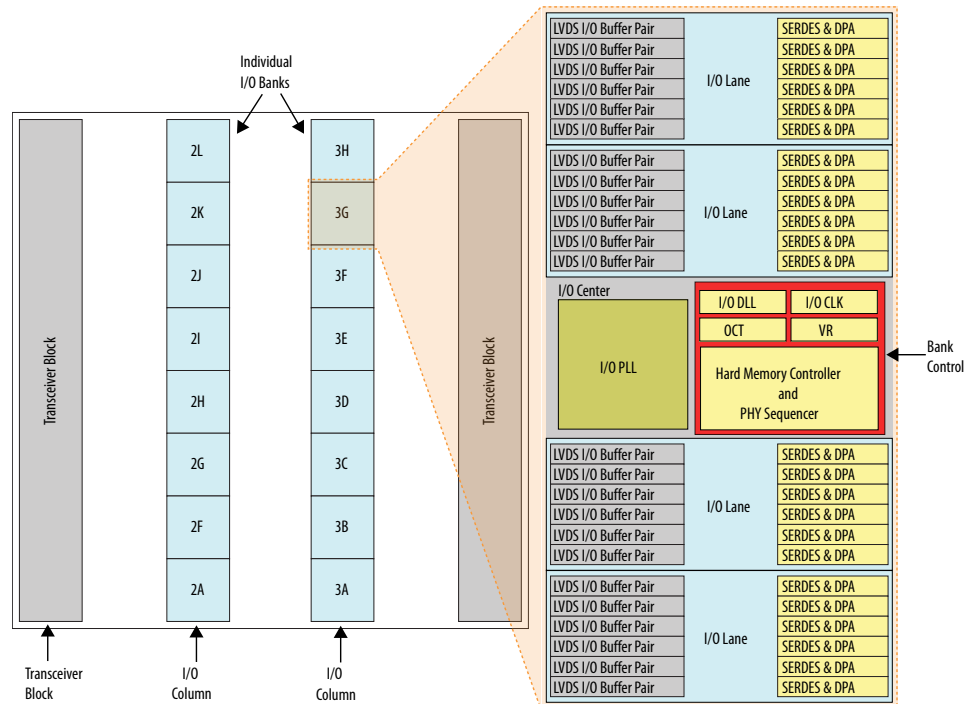 Individual
I/O Banks
Transceiver Block
2L
2K
2J
2I
2H
2G
2F
2A
3H
3G
3F
3E
3D
3C
3B
3A
Transceiver Block
Transceiver
Block
I/O
Column
I/O
Column
LVDS I/O Buffer Pair
LVDS I/O Buffer Pair
LVDS I/O Buffer Pair
LVDS I/O Buffer Pair
LVDS I/O Buffer Pair
LVDS I/O Buffer Pair
I/O Lane
SERDES & DPA
SERDES & DPA
SERDES & DPA
SERDES & DPA
SERDES & DPA
SERDES & DPA
LVDS I/O Buffer Pair
LVDS I/O Buffer Pair
LVDS I/O Buffer Pair
LVDS I/O Buffer Pair
LVDS I/O Buffer Pair
LVDS I/O Buffer Pair
I/O Lane
SERDES & DPA
SERDES & DPA
SERDES & DPA
SERDES & DPA
SERDES & DPA
SERDES & DPA
I/O Center
I/O PLL
I/O DLL
I/O CLK
OCT
VR
Hard Memory Controller
and
PHY Sequencer
Bank
Control
LVDS I/O Buffer Pair
LVDS I/O Buffer Pair
LVDS I/O Buffer Pair
LVDS I/O Buffer Pair
LVDS I/O Buffer Pair
LVDS I/O Buffer Pair
I/O Lane
SERDES & DPA
SERDES & DPA
SERDES & DPA
SERDES & DPA
SERDES & DPA
SERDES & DPA
LVDS I/O Buffer Pair
LVDS I/O Buffer Pair
LVDS I/O Buffer Pair
LVDS I/O Buffer Pair
LVDS I/O Buffer Pair
LVDS I/O Buffer Pair
I/O Lane
SERDES & DPA
SERDES & DPA
SERDES & DPA
SERDES & DPA
SERDES & DPA
SERDES & DPA